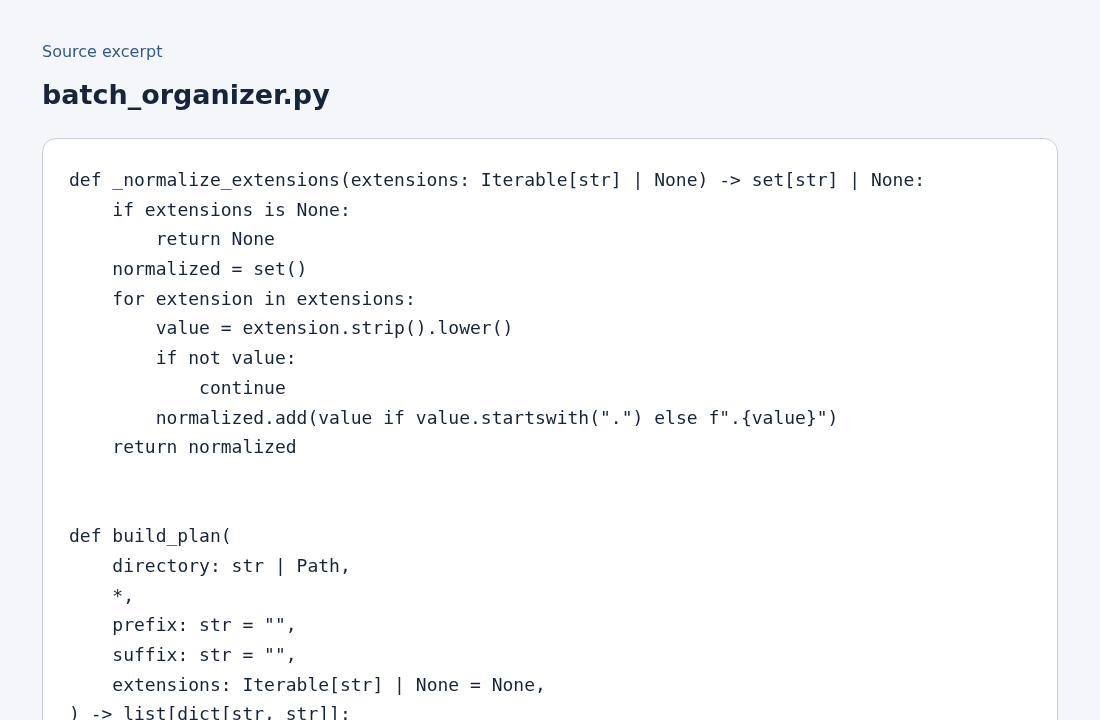 Source excerpt
batch_organizer.py
def _normalize_extensions(extensions: Iterable[str] | None) -> set[str] | None:
    if extensions is None:
        return None
    normalized = set()
    for extension in extensions:
        value = extension.strip().lower()
        if not value:
            continue
        normalized.add(value if value.startswith(".") else f".{value}")
    return normalized


def build_plan(
    directory: str | Path,
    *,
    prefix: str = "",
    suffix: str = "",
    extensions: Iterable[str] | None = None,
) -> list[dict[str, str]]: